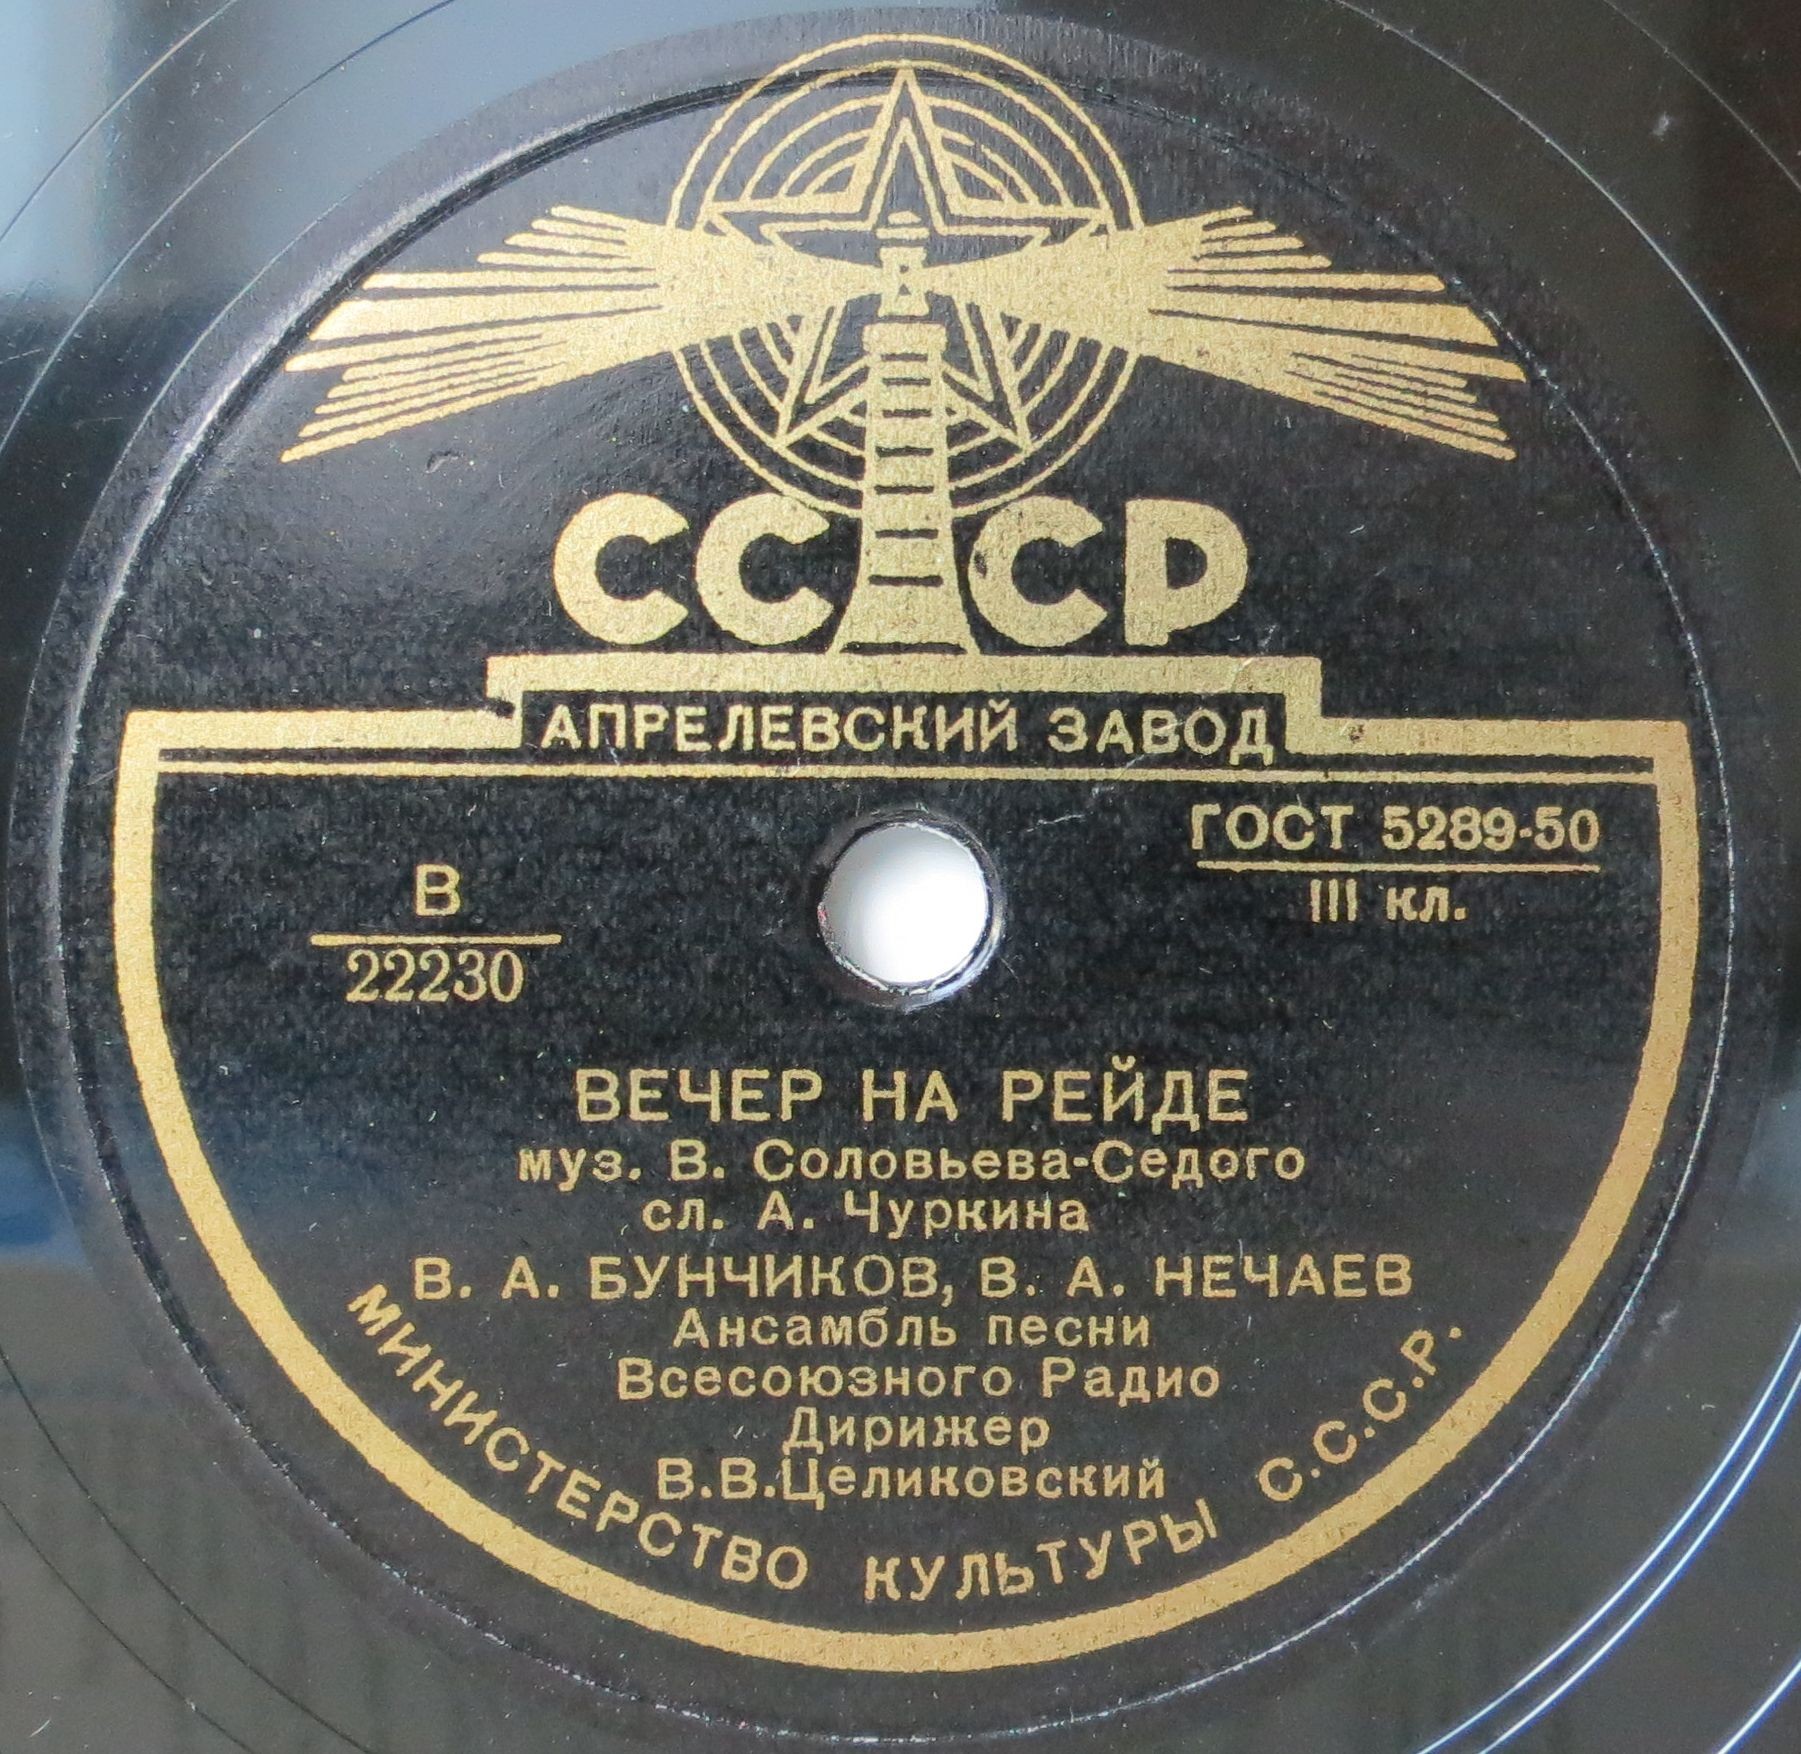 СССР
АПРЕЛЕВСКИЙ ЗАВОД
ГОСТ 5289-50
III кл.
В
22230
ВЕЧЕР НА РЕЙДЕ
муз. В. Соловьева-Седого
сл. А. Чуркина
В. А. БУНЧИКОВ, В. А. НЕЧАЕВ
Ансамбль песни
Всесоюзного Радио
Дирижер
В.В.Целиковский
МИНИСТЕРСТВО КУЛЬТУРЫ С.С.С.Р.